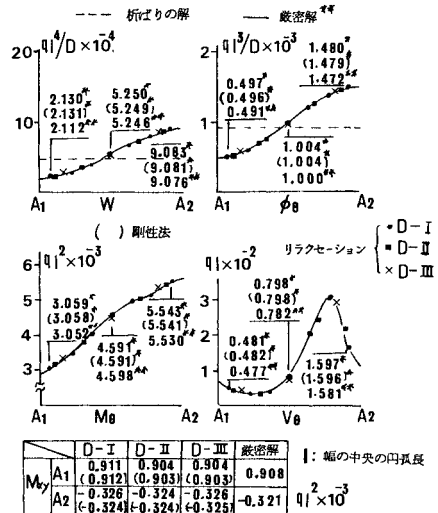 --- 折ばりの解 —— 厳密解**
ql⁴/D×10⁻⁴
20
10
0
2.130*
(2.131)
2.112**
5.250*
(5.249)
5.246**
9.083*
(9.081)
9.076**
A₁ W A₂
ql³/D×10⁻³
2
1
0
0.497*
(0.496)
0.491**
1.480*
(1.479)
1.472**
1.004*
(1.004)
1.000**
A₁ ϕθ A₂
( ) 剛性法
リラクセーション { • D-Ⅰ
■ D-Ⅱ
× D-Ⅲ
ql²×10⁻³
6
5
4
3
3.059*
(3.058)
3.052**
4.591*
(4.591)
4.598**
5.543*
(5.541)
5.530**
A₁ Mθ A₂
ql×10⁻²
3
2
1
0
0.481*
(0.482)
0.477**
0.798*
(0.798)
0.782**
1.597*
(1.596)
1.581**
A₁ Vθ A₂
D-Ⅰ D-Ⅱ D-Ⅲ 厳密解
Mxy A₁ 0.911 0.904 0.904 0.908
(0.912) (0.903) (0.903)
A₂ -0.326 -0.324 -0.326 -0.321
(-0.324) (-0.324) (-0.325)
l: 幅の中央の円弧長
ql²×10⁻³